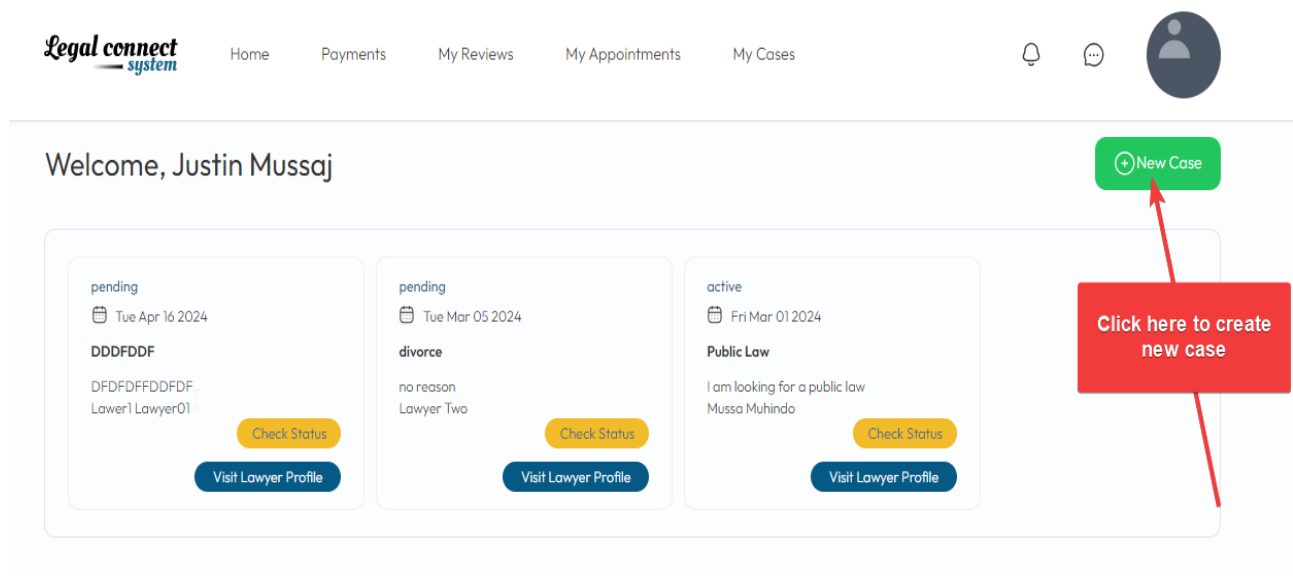 Legal connect
system
Home
Payments
My Reviews
My Appointments
My Cases
Welcome, Justin Mussaj
New Case
pending
Tue Apr 16 2024
DDDFDDF
DFDFDFFDDFDF
Lawer1 Lawyer01
Check Status
Visit Lawyer Profile
pending
Tue Mar 05 2024
divorce
no reason
Lawyer Two
Check Status
Visit Lawyer Profile
active
Fri Mar 01 2024
Public Law
I am looking for a public law
Mussa Muhindo
Check Status
Visit Lawyer Profile
Click here to create
new case